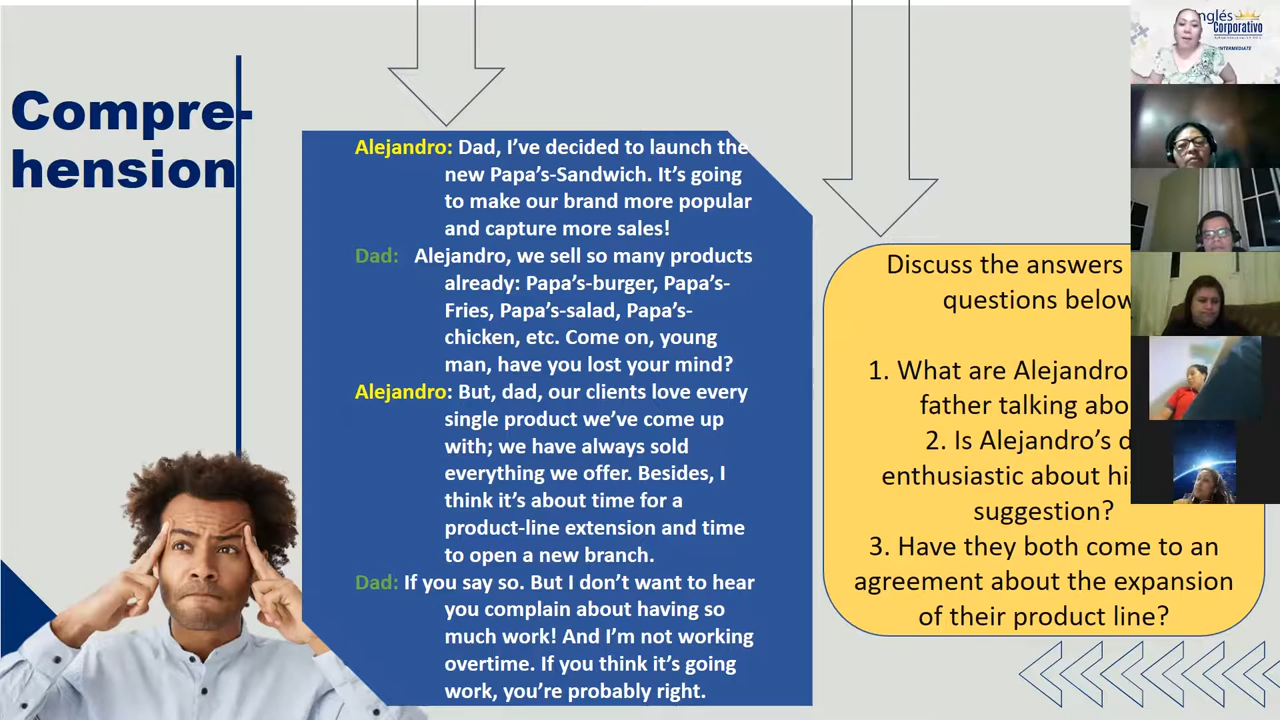 Compre-
hension
Alejandro: Dad, I've decided to launch the
new Papa's-Sandwich. It's going
to make our brand more popular
and capture more sales!
Dad: Alejandro, we sell so many products
already: Papa's-burger, Papa's-
Fries, Papa's-salad, Papa's-
chicken, etc. Come on, young
man, have you lost your mind?
Alejandro: But, dad, our clients love every
single product we've come up
with; we have always sold
everything we offer. Besides, I
think it's about time for a
product-line extension and time
to open a new branch.
Dad: If you say so. But I don't want to hear
you complain about having so
much work! And I'm not working
overtime. If you think it's going
work, you're probably right.
Discuss the answers
questions below
1. What are Alejandro
father talking abo
2. Is Alejandro's d
enthusiastic about hi
suggestion?
3. Have they both come to an
agreement about the expansion
of their product line?
Inglés
Corporativo
INTERMEDIATE